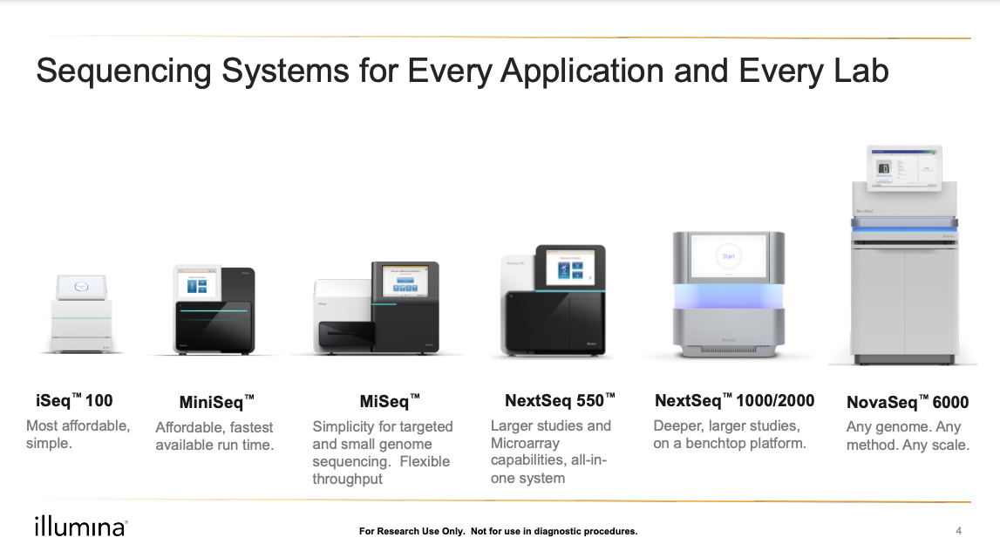 Sequencing Systems for Every Application and Every Lab
Start
iSeq™ 100
Most affordable,
simple.
MiniSeq™
Affordable, fastest
available run time.
MiSeq™
Simplicity for targeted
and small genome
sequencing.  Flexible
throughput
NextSeq 550™
Larger studies and
Microarray
capabilities, all-in-
one system
NextSeq™ 1000/2000
Deeper, larger studies,
on a benchtop platform.
NovaSeq™ 6000
Any genome. Any
method. Any scale.
illumina®
For Research Use Only.  Not for use in diagnostic procedures.
4